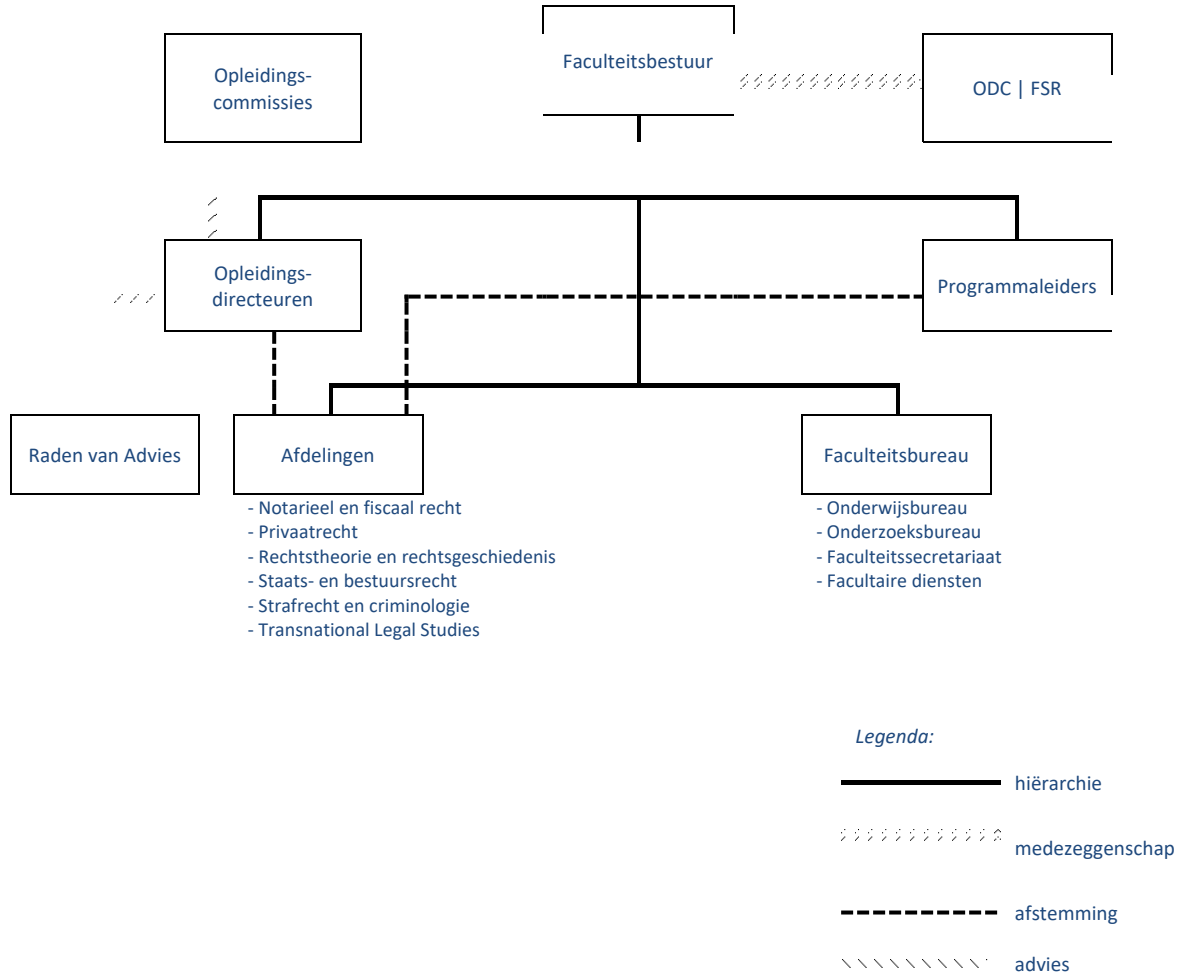 Faculteitsbestuur
Opleidings-
commissies
ODC | FSR
Opleidings-
directeuren
Programmaleiders
Raden van Advies
Afdelingen
Faculteitsbureau
- Notarieel en fiscaal recht
- Privaatrecht
- Rechtstheorie en rechtsgeschiedenis
- Staats- en bestuursrecht
- Strafrecht en criminologie
- Transnational Legal Studies
- Onderwijsbureau
- Onderzoeksbureau
- Faculteitssecretariaat
- Facultaire diensten
Legenda:
hiërarchie
medezeggenschap
afstemming
advies